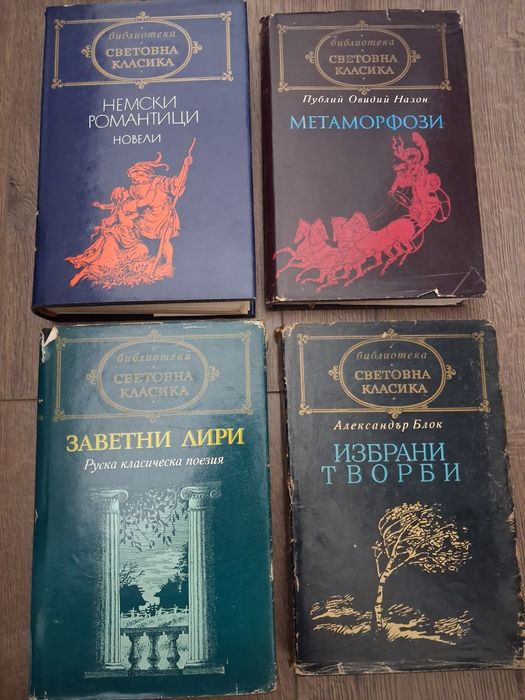 библиотека
СВЕТОВНА
КЛАСИКА
НЕМСКИ
РОМАНТИЦИ
НОВЕЛИ
библиотека
СВЕТОВНА
КЛАСИКА
Публий Овидий Назон
МЕТАМОРФОЗИ
библиотека
СВЕТОВНА
КЛАСИКА
ЗАВЕТНИ ЛИРИ
Руска класическа поезия
библиотека
СВЕТОВНА
КЛАСИКА
Александър Блок
ИЗБРАНИ
ТВОРБИ